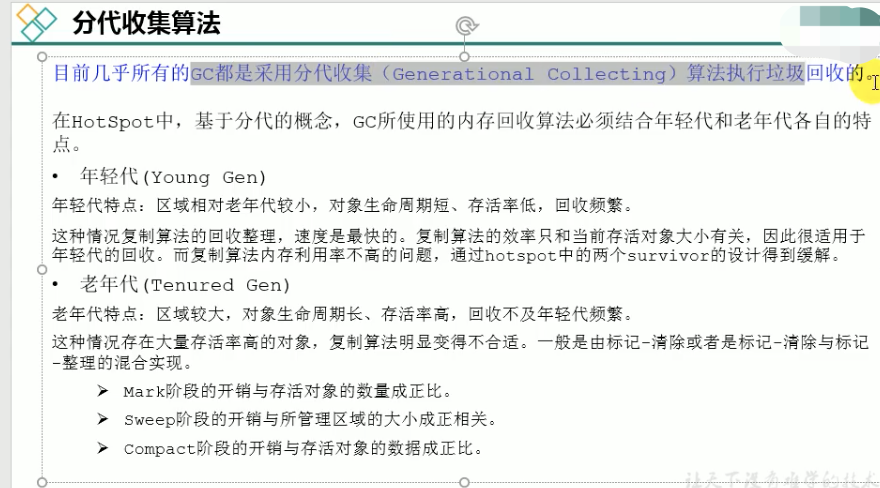 分代收集算法
目前几乎所有的GC都是采用分代收集（Generational Collecting）算法执行垃圾回收的。
在HotSpot中，基于分代的概念，GC所使用的内存回收算法必须结合年轻代和老年代各自的特
点。
• 年轻代(Young Gen)
年轻代特点：区域相对老年代较小，对象生命周期短、存活率低，回收频繁。
这种情况复制算法的回收整理，速度是最快的。复制算法的效率只和当前存活对象大小有关，因此很适用于
年轻代的回收。而复制算法内存利用率不高的问题，通过hotspot中的两个survivor的设计得到缓解。
• 老年代(Tenured Gen)
老年代特点：区域较大，对象生命周期长、存活率高，回收不及年轻代频繁。
这种情况存在大量存活率高的对象，复制算法明显变得不合适。一般是由标记-清除或者是标记-清除与标记
-整理的混合实现。
➢ Mark阶段的开销与存活对象的数量成正比。
➢ Sweep阶段的开销与所管理区域的大小成正相关。
➢ Compact阶段的开销与存活对象的数据成正比。
让天下没有难学的技术